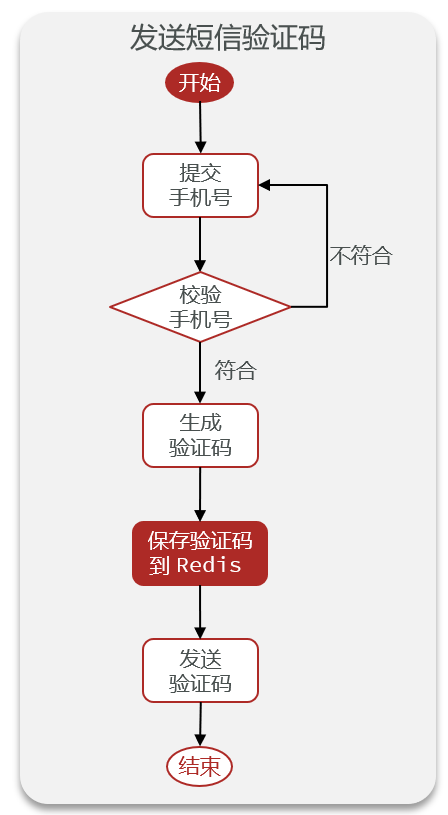 发送短信验证码
开始
提交
手机号
不符合
校验
手机号
符合
生成
验证码
保存验证码
到 Redis
发送
验证码
结束